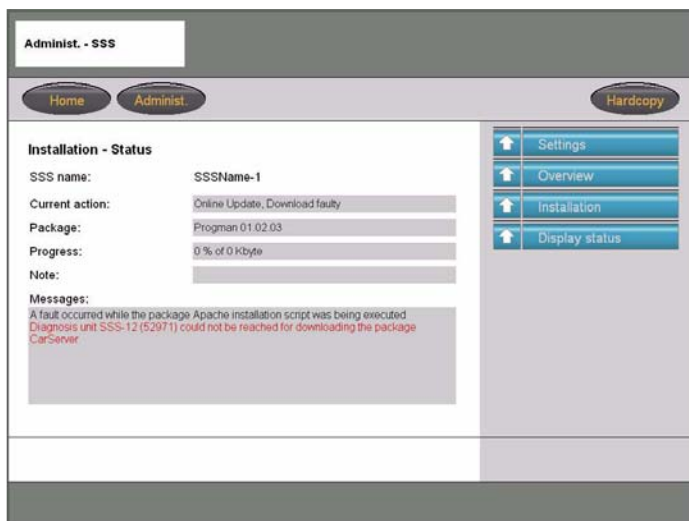 Administ. - SSS
Home
Administ.
Hardcopy
Installation - Status
SSS name: SSSName-1
Current action: Online Update, Download faulty
Package: Progman 01.02.03
Progress: 0 % of 0 Kbyte
Note:
Messages:
A fault occurred while the package Apache installation script was being executed
Diagnosis unit SSS-12 (52971) could not be reached for downloading the package
CarServer
Settings
Overview
Installation
Display status